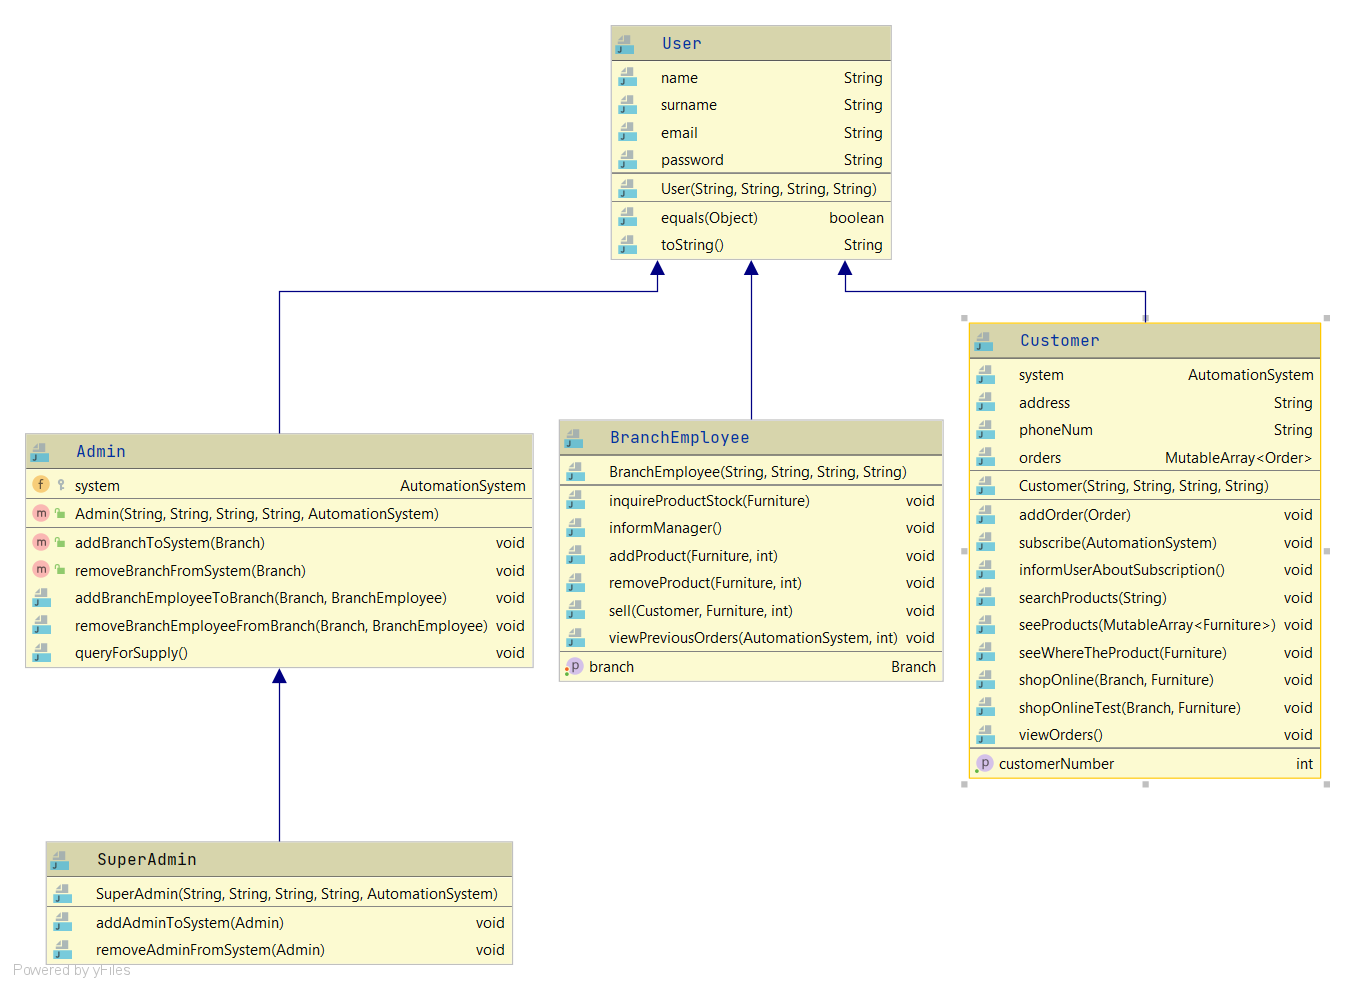 User
name String
surname String
email String
password String
User(String, String, String, String)
equals(Object) boolean
toString() String
Customer
system AutomationSystem
address String
phoneNum String
orders MutableArray<Order>
Customer(String, String, String, String)
addOrder(Order) void
subscribe(AutomationSystem) void
informUserAboutSubscription() void
searchProducts(String) void
seeProducts(MutableArray<Furniture>) void
seeWhereTheProduct(Furniture) void
shopOnline(Branch, Furniture) void
shopOnlineTest(Branch, Furniture) void
viewOrders() void
customerNumber int
Admin
system AutomationSystem
Admin(String, String, String, String, AutomationSystem)
addBranchToSystem(Branch) void
removeBranchFromSystem(Branch) void
addBranchEmployeeToBranch(Branch, BranchEmployee) void
removeBranchEmployeeFromBranch(Branch, BranchEmployee) void
queryForSupply() void
BranchEmployee
BranchEmployee(String, String, String, String)
inquireProductStock(Furniture) void
informManager() void
addProduct(Furniture, int) void
removeProduct(Furniture, int) void
sell(Customer, Furniture, int) void
viewPreviousOrders(AutomationSystem, int) void
branch Branch
SuperAdmin
SuperAdmin(String, String, String, String, AutomationSystem)
addAdminToSystem(Admin) void
removeAdminFromSystem(Admin) void
Powered by yFiles